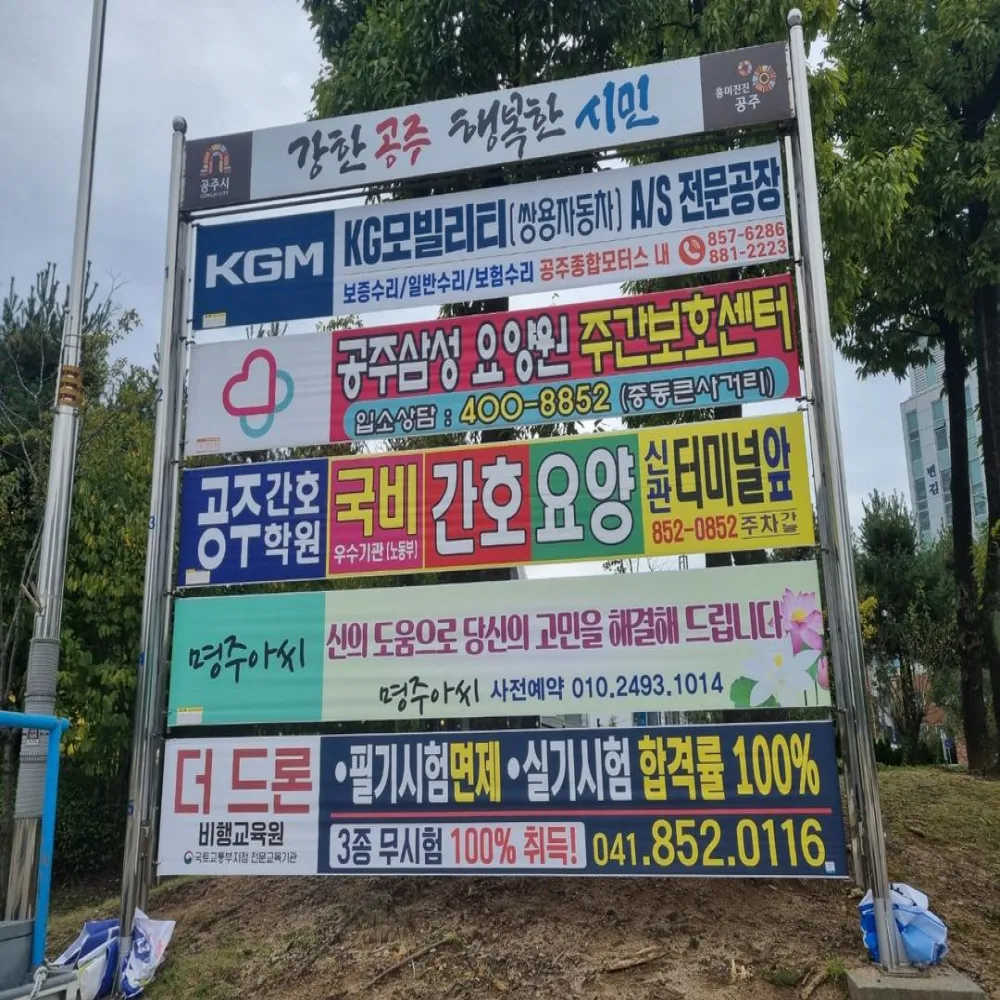 공주시
강한 공주 행복한 시민
흥미진진
공주
KGM
KG모빌리티(쌍용자동차) A/S 전문공장
보증수리/일반수리/보험수리 공주종합모터스 내
857-6286
881-2223
공주삼성 요양원 주간보호센터
입소상담 : 400-8852 (중동큰사거리)
공주간호학원
국비
우수기관(노동부)
간호요양
신관터미널앞
852-0852 주차가능
명주아씨
신의 도움으로 당신의 고민을 해결해 드립니다
명주아씨 사전예약 010.2493.1014
더 드론
비행교육원
국토교통부지정 전문교육기관
•필기시험면제 •실기시험 합격률 100%
3종 무시험 100% 취득! 041.852.0116